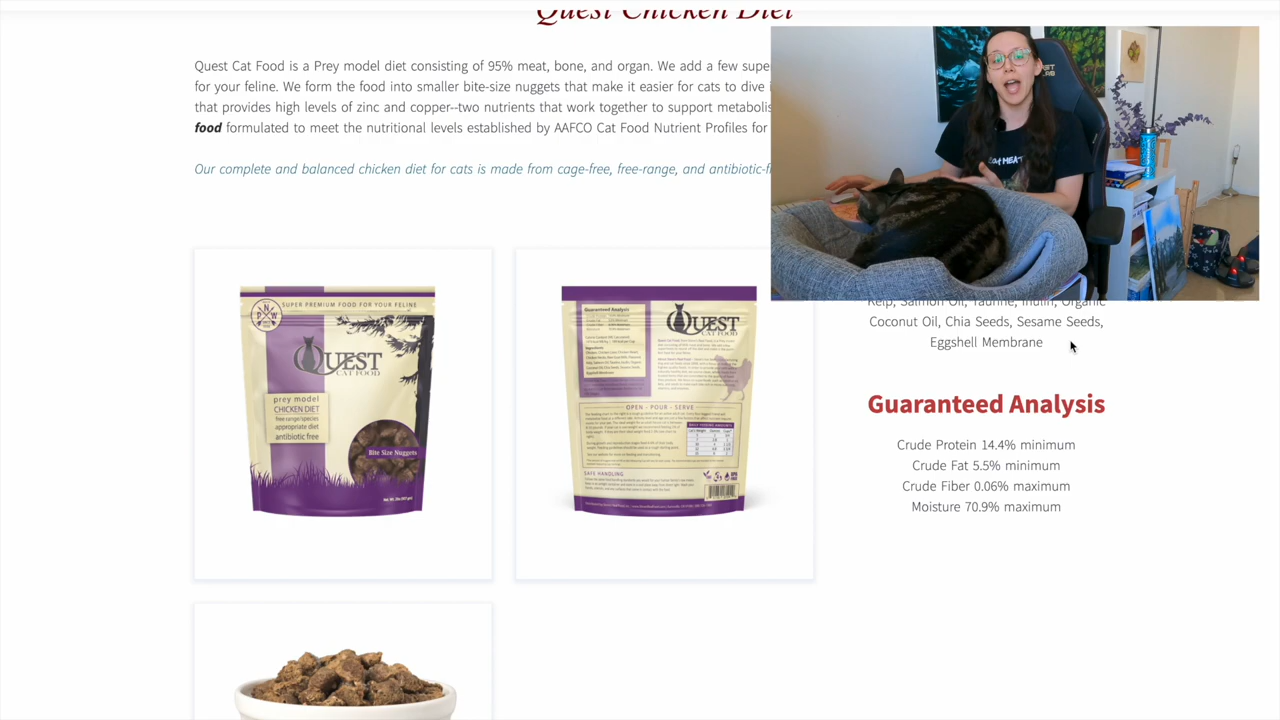 Quest Chicken Diet
Quest Cat Food is a Prey model diet consisting of 95% meat, bone, and organ. We add a few supe
for your feline. We form the food into smaller bite-size nuggets that make it easier for cats to dive i
that provides high levels of zinc and copper--two nutrients that work together to support metabolis
food formulated to meet the nutritional levels established by AAFCO Cat Food Nutrient Profiles for
Our complete and balanced chicken diet for cats is made from cage-free, free-range, and antibiotic-f
SUPER PREMIUM FOOD FOR YOUR FELINE
QUEST
CAT FOOD
prey model
CHICKEN DIET
free range/species
appropriate diet
antibiotic free
Bite Size Nuggets
Guaranteed Analysis
QUEST
CAT FOOD
OPEN - POUR - SERVE
SAFE HANDLING
Kelp, Salmon Oil, Taurine, Inulin, Organic
Coconut Oil, Chia Seeds, Sesame Seeds,
Eggshell Membrane
Guaranteed Analysis
Crude Protein 14.4% minimum
Crude Fat 5.5% minimum
Crude Fiber 0.06% maximum
Moisture 70.9% maximum